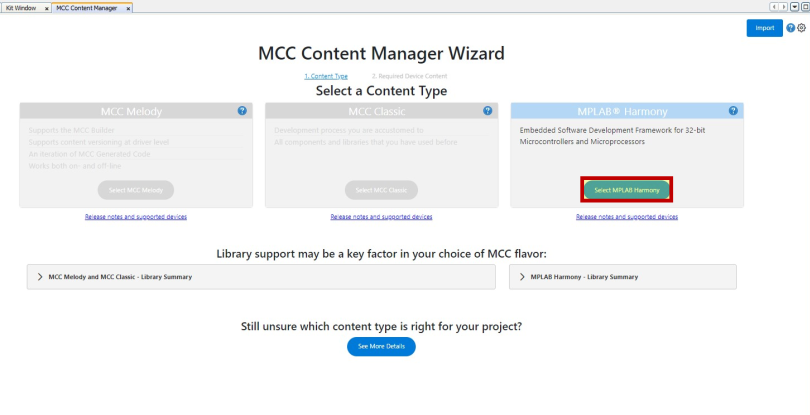 Kit Window x MCC Content Manager x
Import
MCC Content Manager Wizard
1. Content Type 2. Required Device Content
Select a Content Type
MCC Melody
Supports the MCC Builder
Supports content versioning at driver level
An iteration of MCC Generated Code
Works both on- and off-line
Select MCC Melody
Release notes and supported devices
MCC Classic
Development process you are accustomed to
All components and libraries that you have used before
Select MCC Classic
Release notes and supported devices
MPLAB® Harmony
Embedded Software Development Framework for 32-bit
Microcontrollers and Microprocessors
Select MPLAB Harmony
Release notes and supported devices
Library support may be a key factor in your choice of MCC flavor:
MCC Melody and MCC Classic - Library Summary
MPLAB Harmony - Library Summary
Still unsure which content type is right for your project?
See More Details